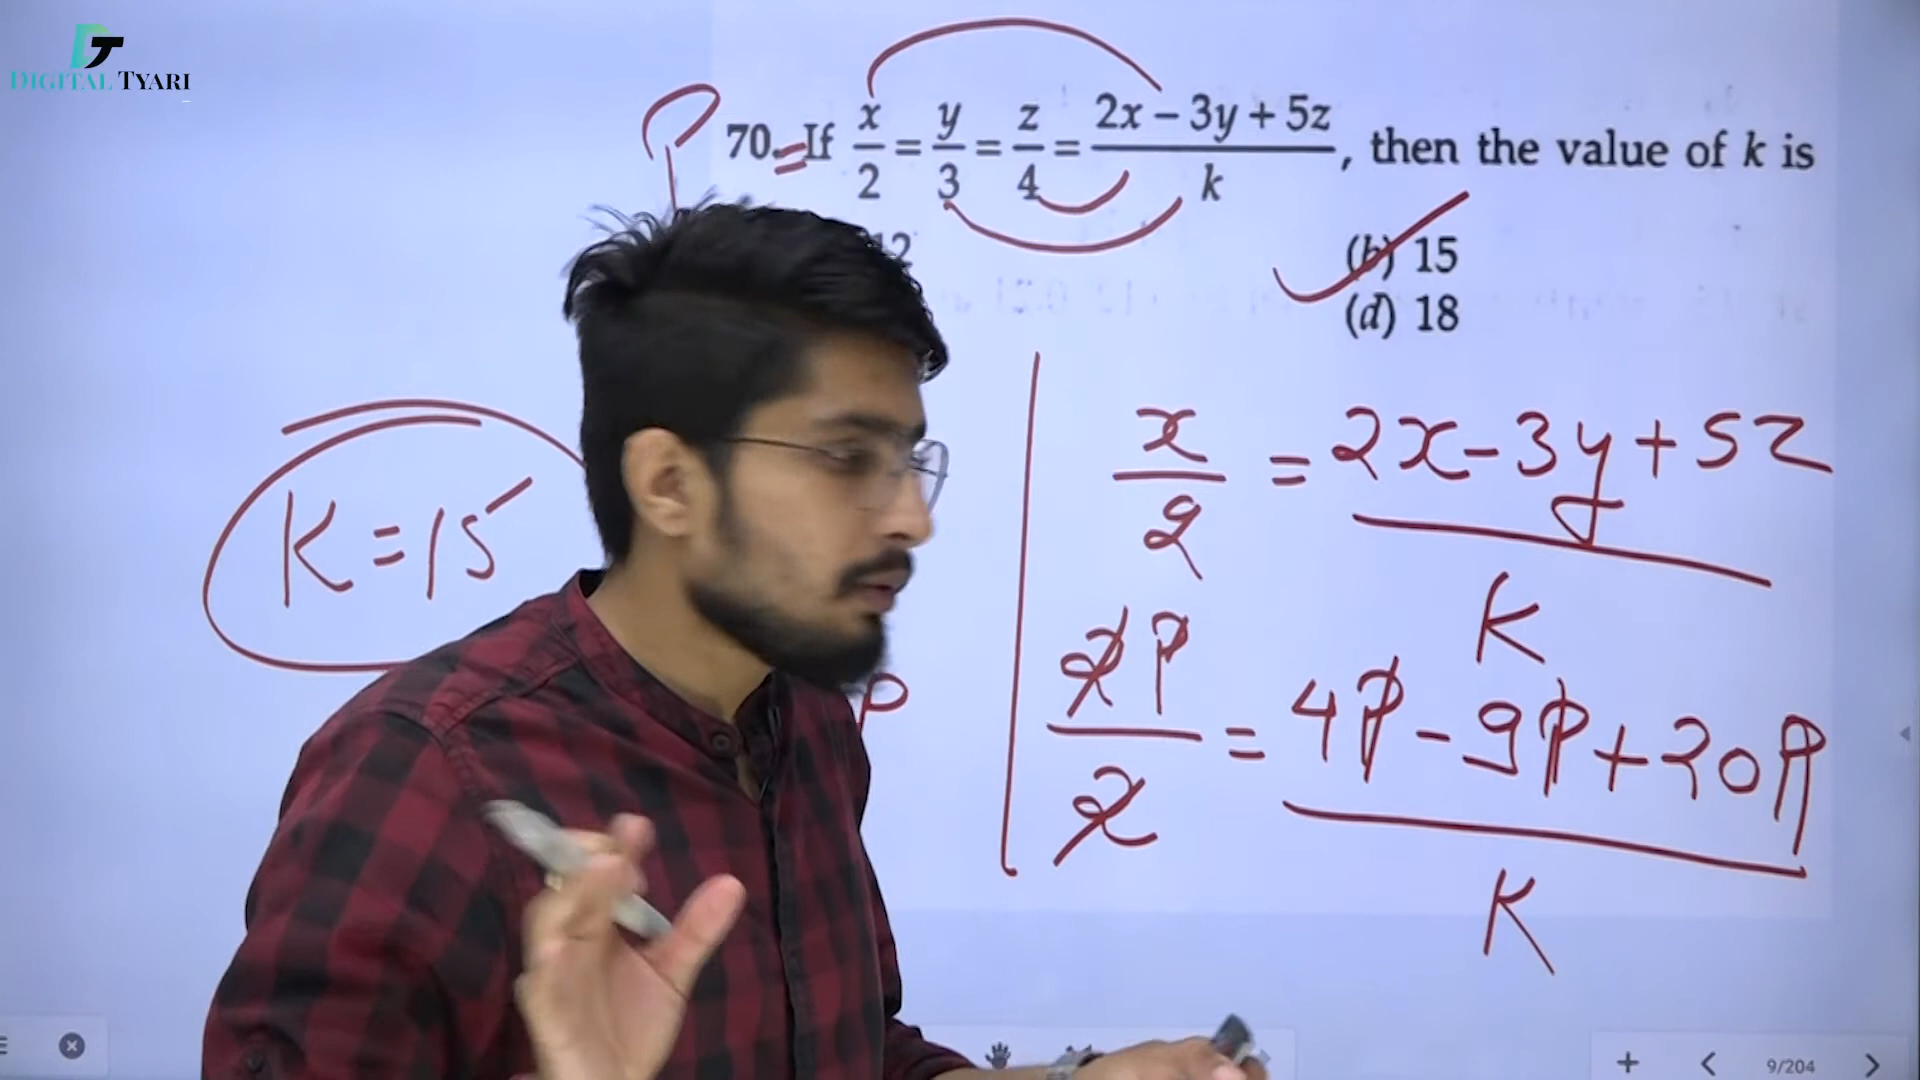 DIGITAL TYARI
P
70. If x/2 = y/3 = z/4 = (2x – 3y + 5z)/k, then the value of k is
12
(b) 15
(d) 18
x/2 = (2x – 3y + 5z)/K
K = 15
2P/2 = (4P – 9P + 20P)/K
P
9/204